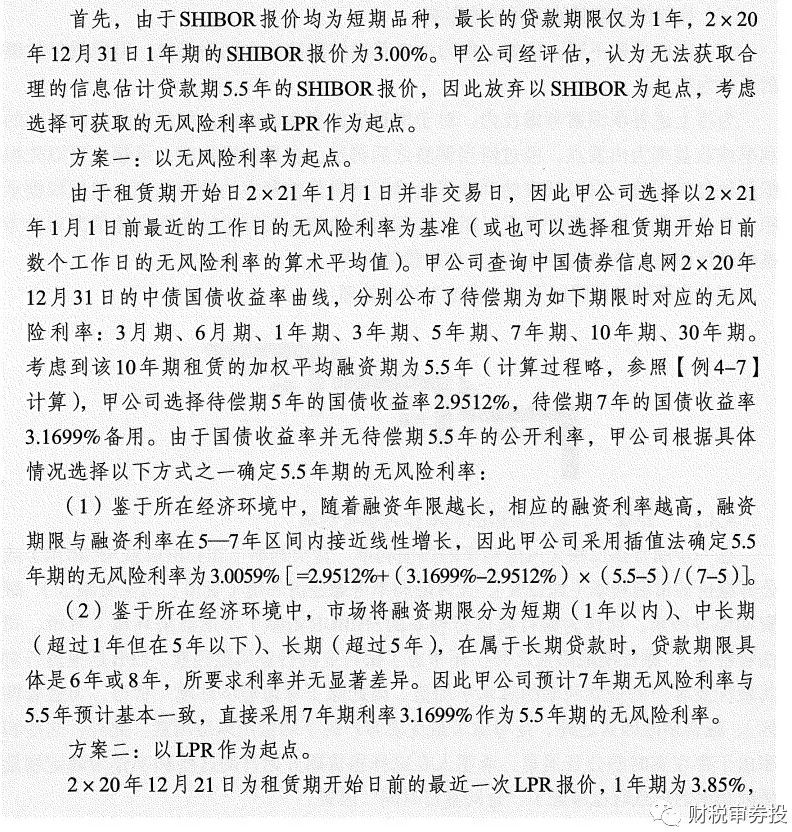 首先，由于SHIBOR报价均为短期品种，最长的贷款期限仅为1年，2×20
年12月31日1年期的SHIBOR报价为3.00%。甲公司经评估，认为无法获取合
理的信息估计贷款期5.5年的SHIBOR报价，因此放弃以SHIBOR为起点，考虑
选择可获取的无风险利率或LPR作为起点。
方案一：以无风险利率为起点。
由于租赁期开始日2×21年1月1日并非交易日，因此甲公司选择以2×21
年1月1日前最近的工作日的无风险利率为基准（或也可以选择租赁期开始日前
数个工作日的无风险利率的算术平均值）。甲公司查询中国债券信息网2×20年
12月31日的中债国债收益率曲线，分别公布了待偿期为如下期限时对应的无风
险利率：3月期、6月期、1年期、3年期、5年期、7年期、10年期、30年期。
考虑到该10年期租赁的加权平均融资期为5.5年（计算过程略，参照【例4-7】
计算），甲公司选择待偿期5年的国债收益率2.9512%，待偿期7年的国债收益率
3.1699%备用。由于国债收益率并无待偿期5.5年的公开利率，甲公司根据具体
情况选择以下方式之一确定5.5年期的无风险利率：
（1）鉴于所在经济环境中，随着融资年限越长，相应的融资利率越高，融资
期限与融资利率在5—7年区间内接近线性增长，因此甲公司采用插值法确定5.5
年期的无风险利率为3.0059%［=2.9512%+（3.1699%-2.9512%）×（5.5-5）/（7-5）］。
（2）鉴于所在经济环境中，市场将融资期限分为短期（1年以内）、中长期
（超过1年但在5年以下）、长期（超过5年），在属于长期贷款时，贷款期限具
体是6年或8年，所要求利率并无显著差异。因此甲公司预计7年期无风险利率与
5.5年预计基本一致，直接采用7年期利率3.1699%作为5.5年期的无风险利率。
方案二：以LPR作为起点。
2×20年12月21日为租赁期开始日前的最近一次LPR报价，1年期为3.85%，
财税审券投